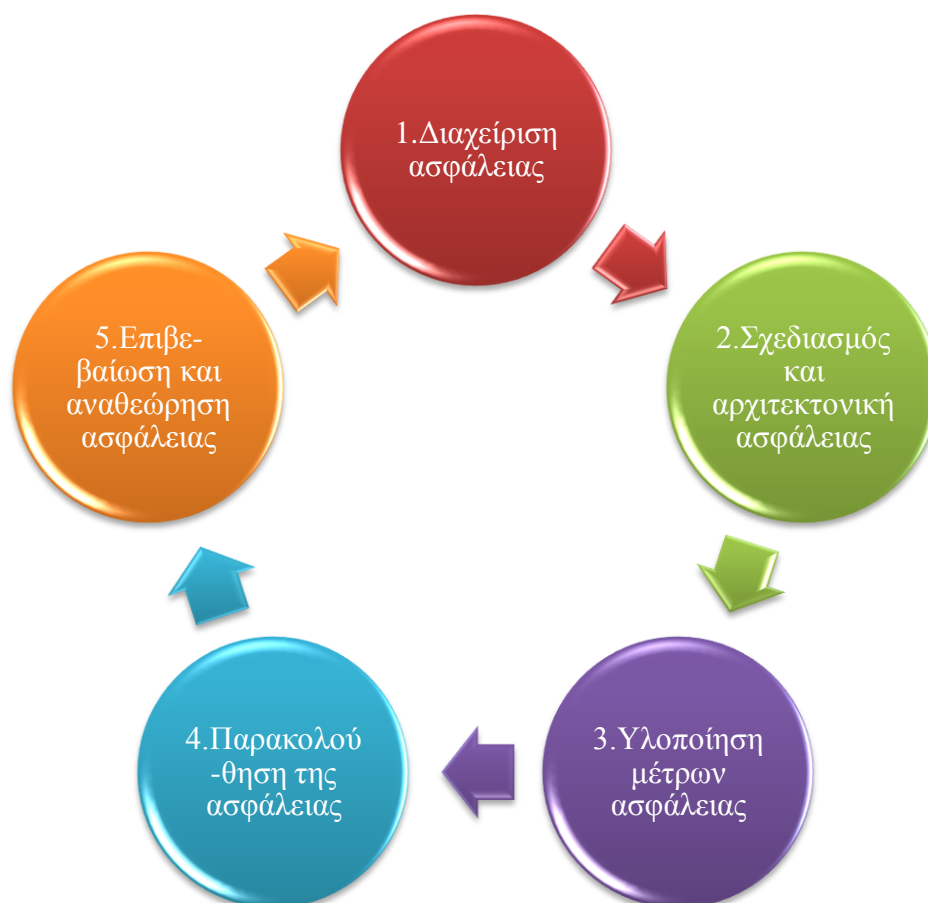 1.Διαχείριση
ασφάλειας
2.Σχεδιασμός
και
αρχιτεκτονική
ασφάλειας
3.Υλοποίηση
μέτρων
ασφάλειας
4.Παρακολού
-θηση της
ασφάλειας
5.Επιβε-
βαίωση και
αναθεώρηση
ασφάλειας